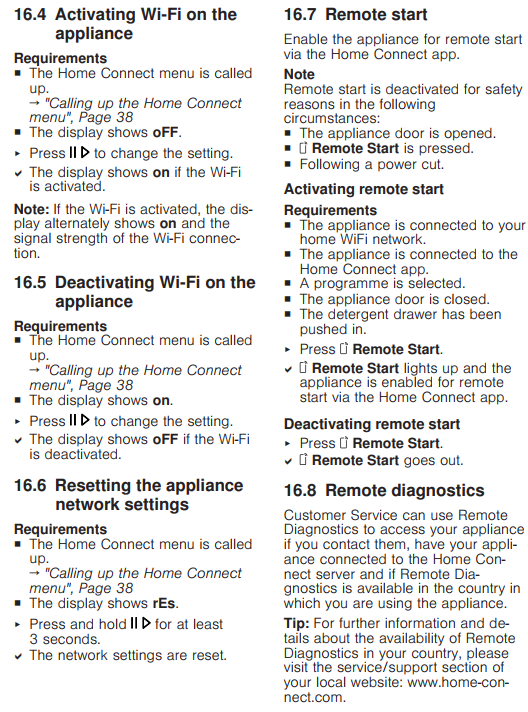 16.4 Activating Wi-Fi on the
appliance
Requirements
■ The Home Connect menu is called
up.
→ "Calling up the Home Connect
menu", Page 38
■ The display shows oFF.
▸ Press ⏸▷ to change the setting.
✓ The display shows on if the Wi-Fi
is activated.
Note: If the Wi-Fi is activated, the dis-
play alternately shows on and the
signal strength of the Wi-Fi connec-
tion.
16.5 Deactivating Wi-Fi on the
appliance
Requirements
■ The Home Connect menu is called
up.
→ "Calling up the Home Connect
menu", Page 38
■ The display shows on.
▸ Press ⏸▷ to change the setting.
✓ The display shows oFF if the Wi-Fi
is deactivated.
16.6 Resetting the appliance
network settings
Requirements
■ The Home Connect menu is called
up.
→ "Calling up the Home Connect
menu", Page 38
■ The display shows rEs.
▸ Press and hold ⏸▷ for at least
3 seconds.
✓ The network settings are reset.
16.7 Remote start
Enable the appliance for remote start
via the Home Connect app.
Note
Remote start is deactivated for safety
reasons in the following
circumstances:
■ The appliance door is opened.
■ Remote Start is pressed.
■ Following a power cut.
Activating remote start
Requirements
■ The appliance is connected to your
home WiFi network.
■ The appliance is connected to the
Home Connect app.
■ A programme is selected.
■ The appliance door is closed.
■ The detergent drawer has been
pushed in.
▸ Press Remote Start.
✓ Remote Start lights up and the
appliance is enabled for remote
start via the Home Connect app.
Deactivating remote start
▸ Press Remote Start.
✓ Remote Start goes out.
16.8 Remote diagnostics
Customer Service can use Remote
Diagnostics to access your appliance
if you contact them, have your appli-
ance connected to the Home Con-
nect server and if Remote Dia-
gnostics is available in the country in
which you are using the appliance.
Tip: For further information and de-
tails about the availability of Remote
Diagnostics in your country, please
visit the service/support section of
your local website: www.home-con-
nect.com.